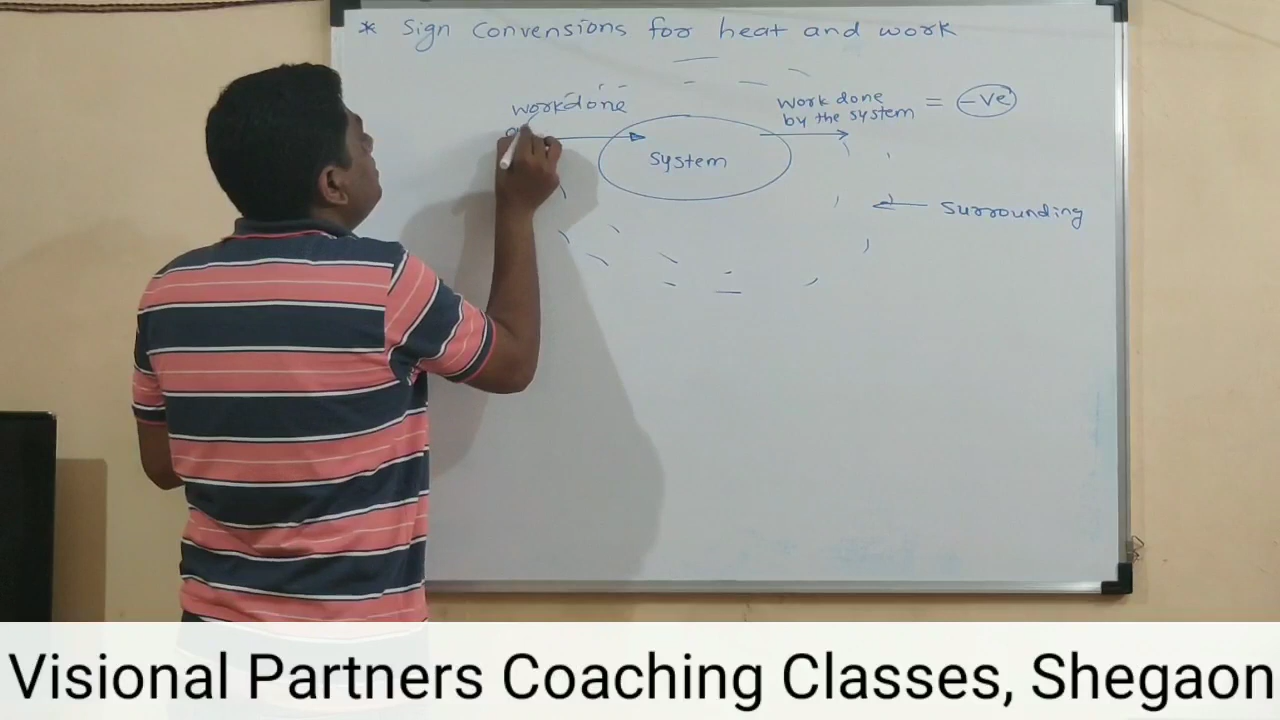 * Sign Convensions for heat and work
workdone
system
Work done
by the system
= -ve
Surrounding
Visional Partners Coaching Classes, Shegaon